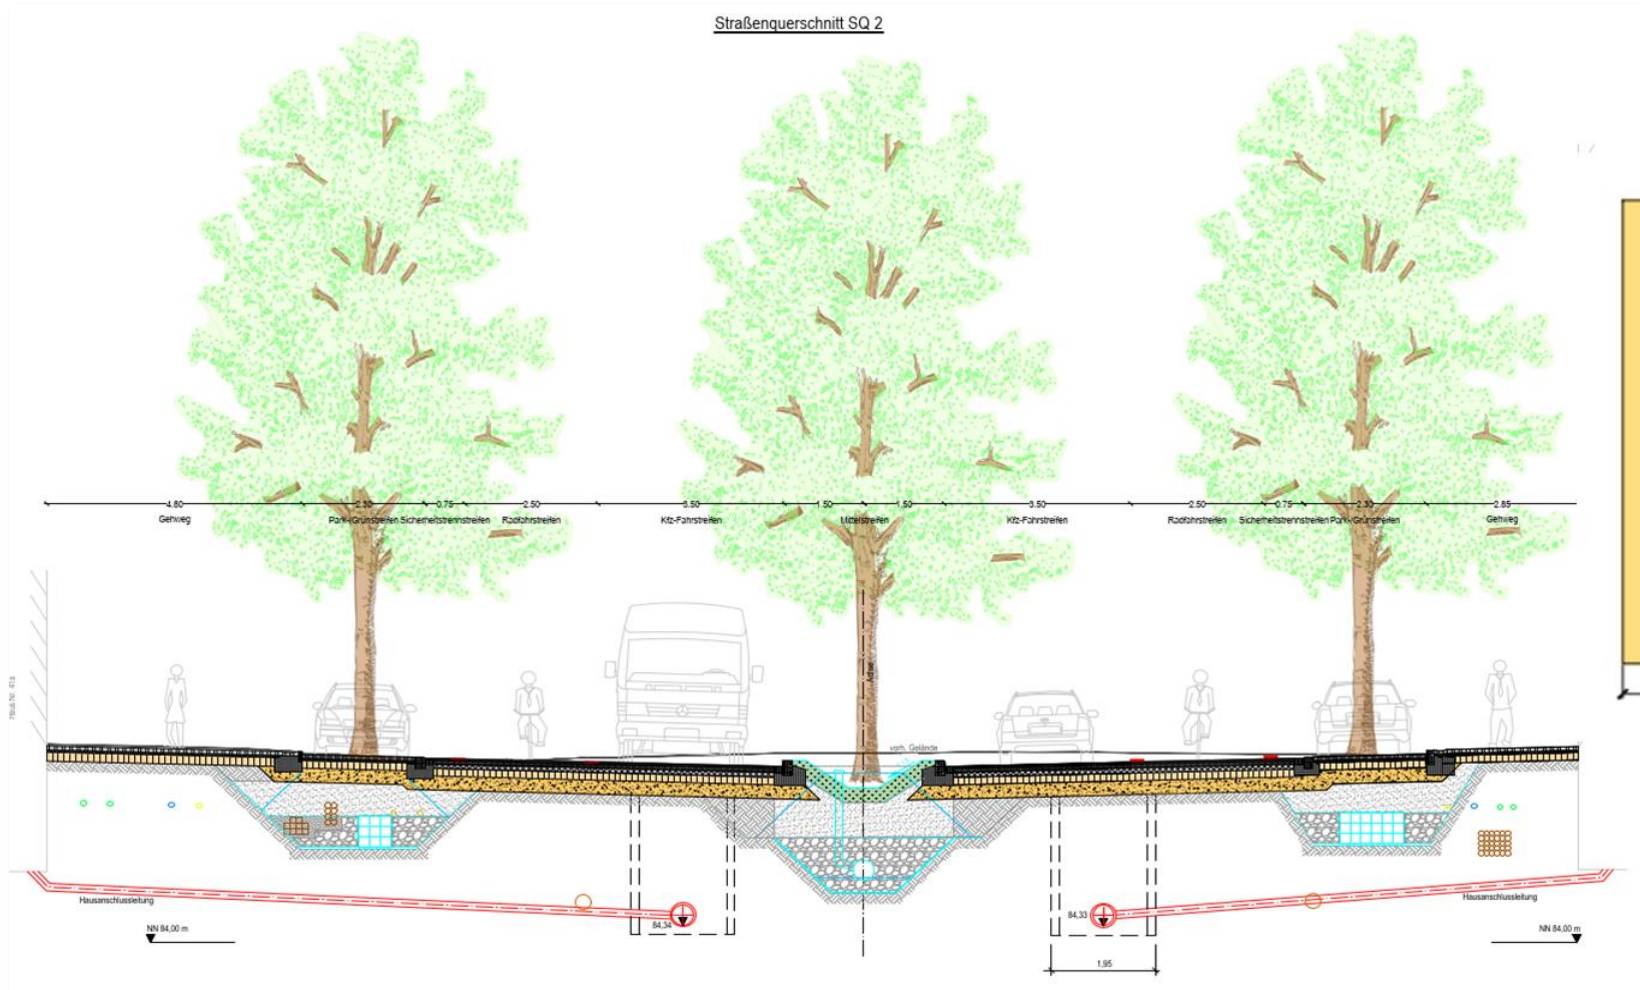 Straßenquerschnitt SQ 2
4.80 2.30 0.75 2.50 3.50 1.50 1.50 3.50 2.50 0.75 2.30 2.85
Gehweg Park-/Grünstreifen Sicherheitstrennstreifen Radfahrstreifen Kfz-Fahrstreifen Mittelstreifen Kfz-Fahrstreifen Radfahrstreifen Sicherheitstrennstreifen Park-/Grünstreifen Gehweg
Haus Nr. 41a
Achse
vorh. Gelände
Hausanschlussleitung
Hausanschlussleitung
84,34
84,33
NN 84,00 m
NN 84,00 m
1,95